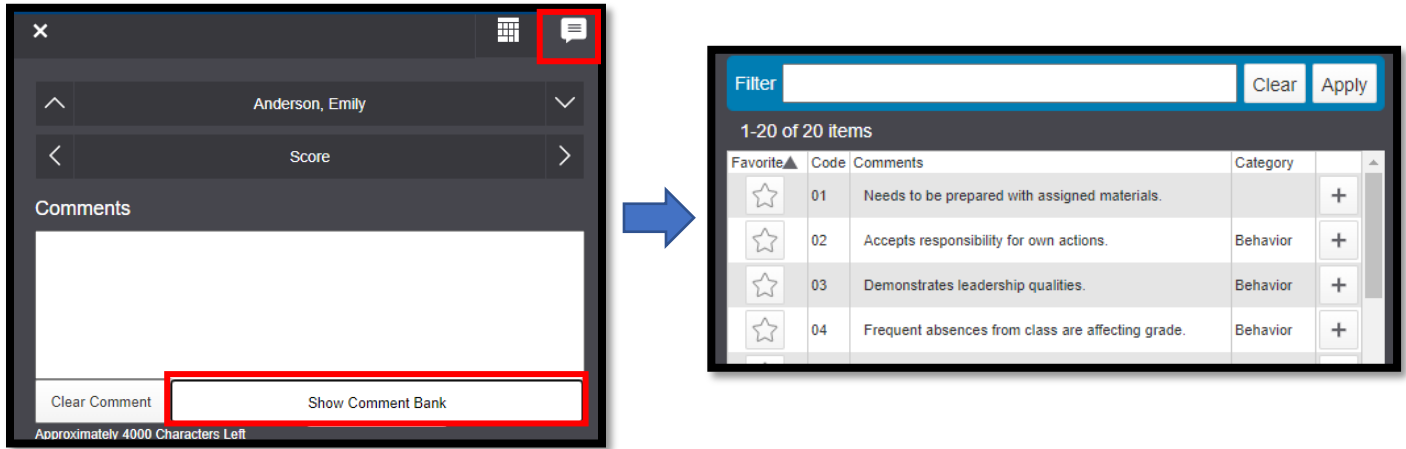 Anderson, Emily
Score
Comments
Clear Comment Show Comment Bank
Approximately 4000 Characters Left
Filter Clear Apply
1-20 of 20 items
Favorite Code Comments Category
01 Needs to be prepared with assigned materials. +
02 Accepts responsibility for own actions. Behavior +
03 Demonstrates leadership qualities. Behavior +
04 Frequent absences from class are affecting grade. Behavior +